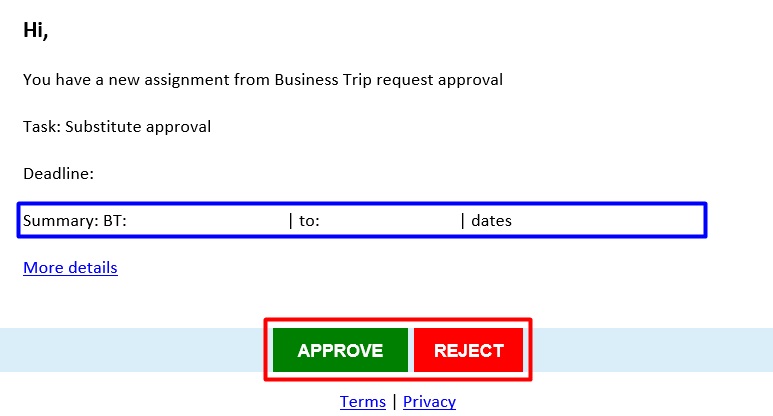 Hi,
You have a new assignment from Business Trip request approval
Task: Substitute approval
Deadline:
Summary: BT: | to: | dates
More details
APPROVE REJECT
Terms | Privacy